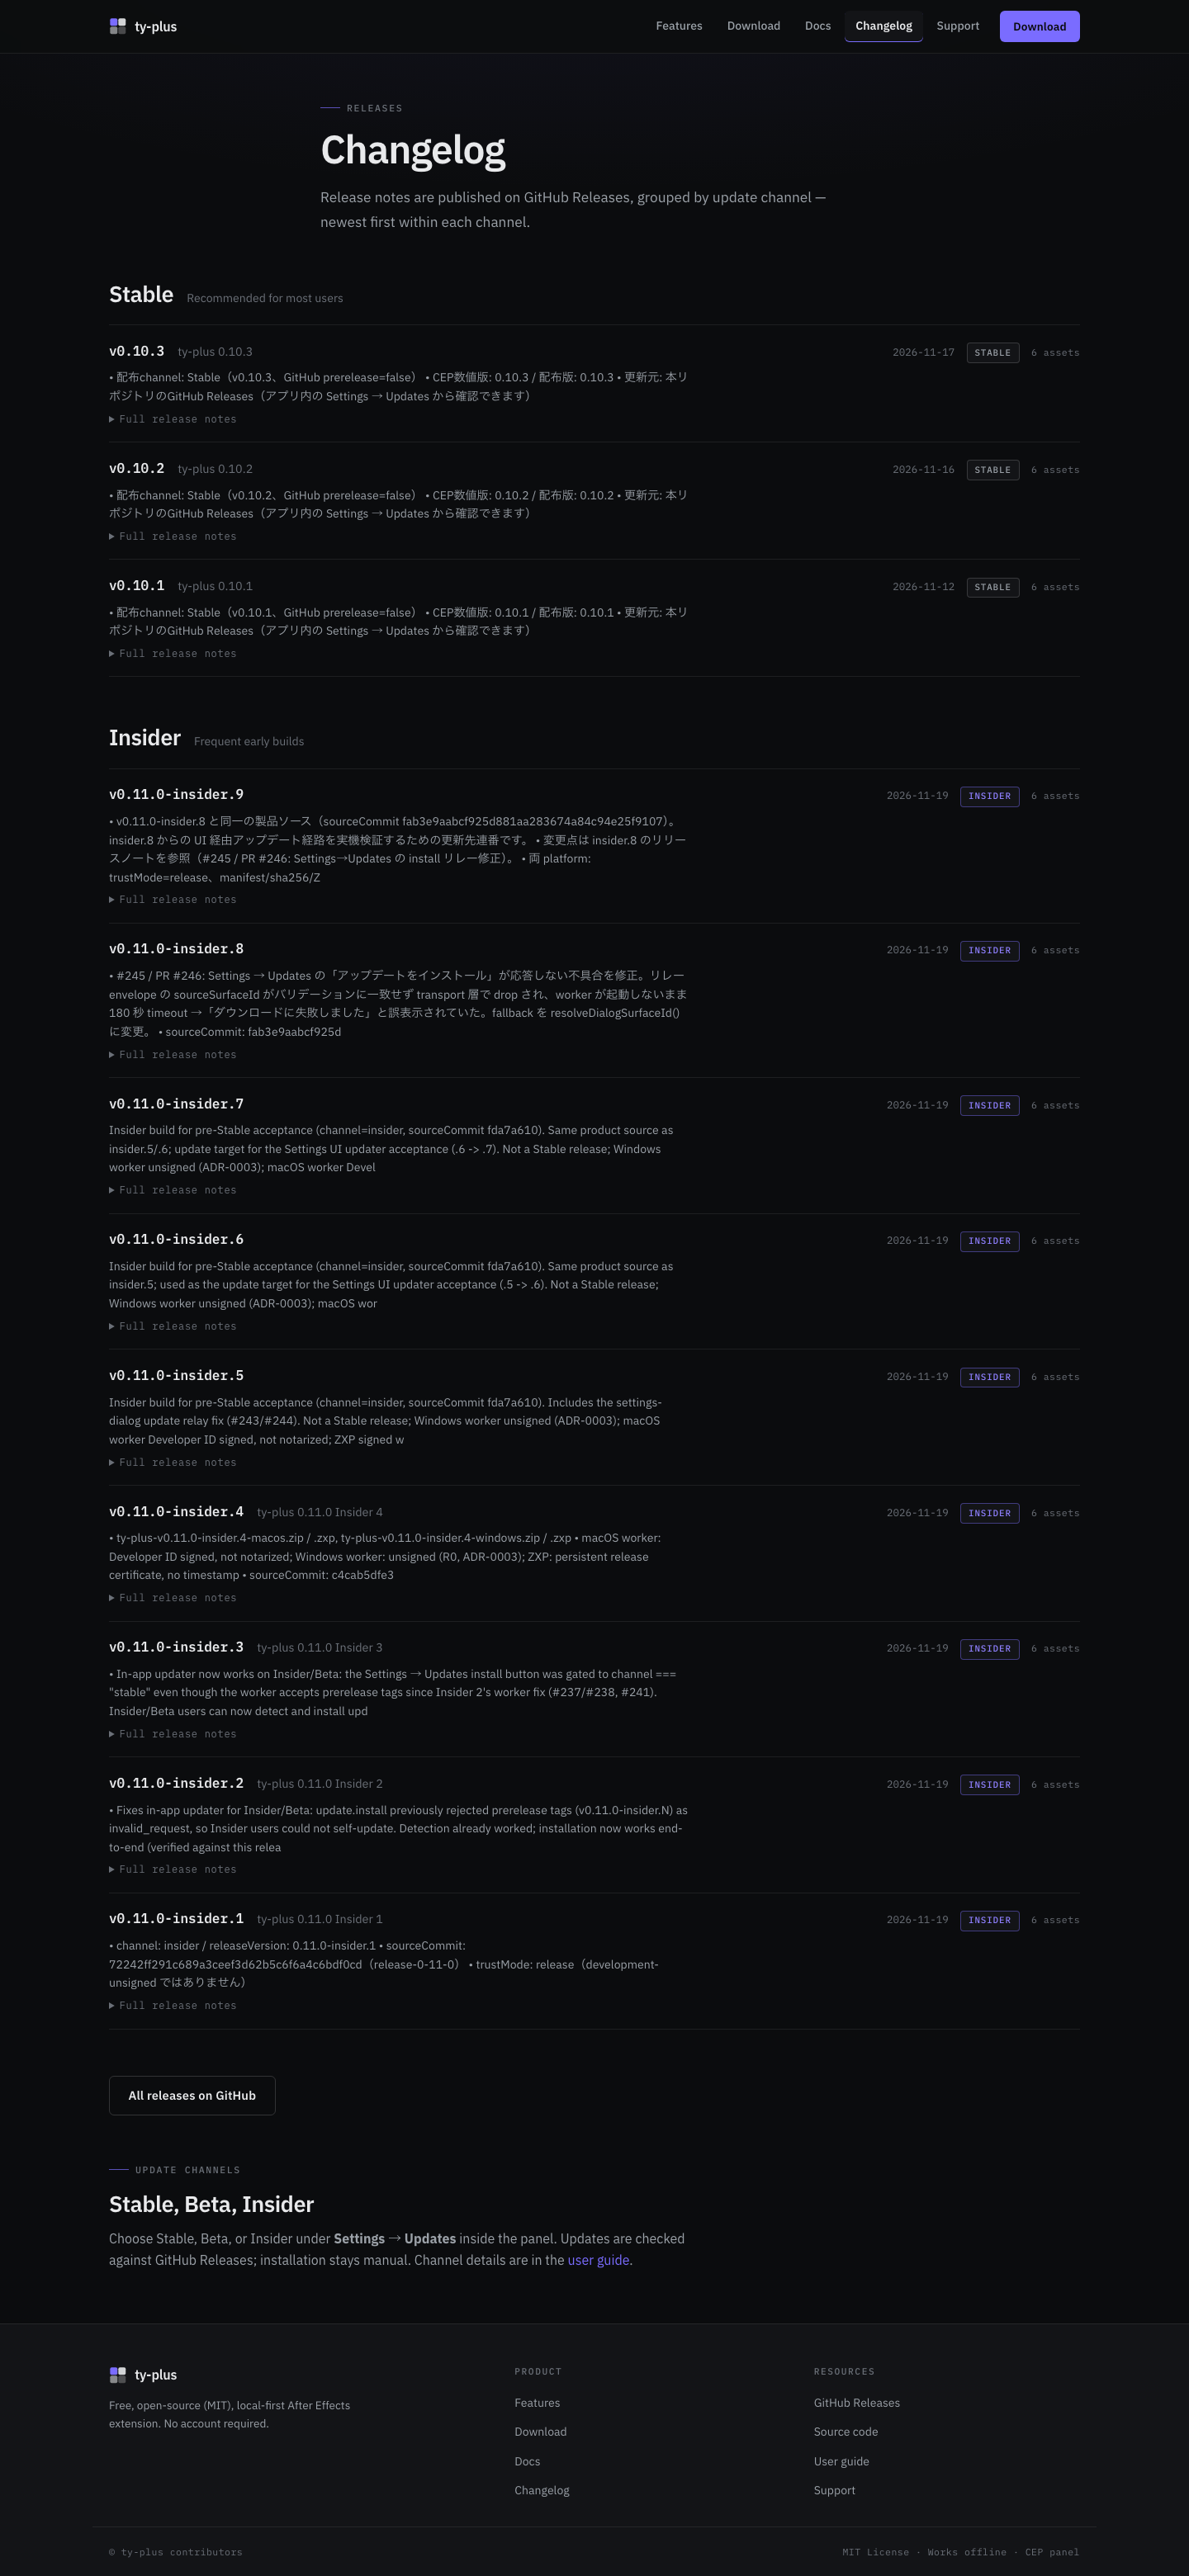 ty-plus
Features Download Docs Changelog Support Download
RELEASES
Changelog
Release notes are published on GitHub Releases, grouped by update channel —
newest first within each channel.
Stable Recommended for most users
v0.10.3 ty-plus 0.10.3 2026-11-17 STABLE 6 assets
• 配布channel: Stable（v0.10.3、GitHub prerelease=false） • CEP数値版: 0.10.3 / 配布版: 0.10.3 • 更新元: 本リ
ポジトリのGitHub Releases（アプリ内の Settings → Updates から確認できます）
▶ Full release notes
v0.10.2 ty-plus 0.10.2 2026-11-16 STABLE 6 assets
• 配布channel: Stable（v0.10.2、GitHub prerelease=false） • CEP数値版: 0.10.2 / 配布版: 0.10.2 • 更新元: 本リ
ポジトリのGitHub Releases（アプリ内の Settings → Updates から確認できます）
▶ Full release notes
v0.10.1 ty-plus 0.10.1 2026-11-12 STABLE 6 assets
• 配布channel: Stable（v0.10.1、GitHub prerelease=false） • CEP数値版: 0.10.1 / 配布版: 0.10.1 • 更新元: 本リ
ポジトリのGitHub Releases（アプリ内の Settings → Updates から確認できます）
▶ Full release notes
Insider Frequent early builds
v0.11.0-insider.9 2026-11-19 INSIDER 6 assets
• v0.11.0-insider.8 と同一の製品ソース（sourceCommit fab3e9aabcf925d881aa283674a84c94e25f9107）。
insider.8 からの UI 経由アップデート経路を実機検証するための更新先連番です。 • 変更点は insider.8 のリリー
スノートを参照（#245 / PR #246: Settings→Updates の install リレー修正）。 • 両 platform:
trustMode=release、manifest/sha256/Z
▶ Full release notes
v0.11.0-insider.8 2026-11-19 INSIDER 6 assets
• #245 / PR #246: Settings → Updates の「アップデートをインストール」が応答しない不具合を修正。リレー
envelope の sourceSurfaceId がバリデーションに一致せず transport 層で drop され、worker が起動しないまま
180 秒 timeout →「ダウンロードに失敗しました」と誤表示されていた。fallback を resolveDialogSurfaceId()
に変更。 • sourceCommit: fab3e9aabcf925d
▶ Full release notes
v0.11.0-insider.7 2026-11-19 INSIDER 6 assets
Insider build for pre-Stable acceptance (channel=insider, sourceCommit fda7a610). Same product source as
insider.5/.6; update target for the Settings UI updater acceptance (.6 -> .7). Not a Stable release; Windows
worker unsigned (ADR-0003); macOS worker Devel
▶ Full release notes
v0.11.0-insider.6 2026-11-19 INSIDER 6 assets
Insider build for pre-Stable acceptance (channel=insider, sourceCommit fda7a610). Same product source as
insider.5; used as the update target for the Settings UI updater acceptance (.5 -> .6). Not a Stable release;
Windows worker unsigned (ADR-0003); macOS wor
▶ Full release notes
v0.11.0-insider.5 2026-11-19 INSIDER 6 assets
Insider build for pre-Stable acceptance (channel=insider, sourceCommit fda7a610). Includes the settings-
dialog update relay fix (#243/#244). Not a Stable release; Windows worker unsigned (ADR-0003); macOS
worker Developer ID signed, not notarized; ZXP signed w
▶ Full release notes
v0.11.0-insider.4 ty-plus 0.11.0 Insider 4 2026-11-19 INSIDER 6 assets
• ty-plus-v0.11.0-insider.4-macos.zip / .zxp, ty-plus-v0.11.0-insider.4-windows.zip / .zxp • macOS worker:
Developer ID signed, not notarized; Windows worker: unsigned (R0, ADR-0003); ZXP: persistent release
certificate, no timestamp • sourceCommit: c4cab5dfe3
▶ Full release notes
v0.11.0-insider.3 ty-plus 0.11.0 Insider 3 2026-11-19 INSIDER 6 assets
• In-app updater now works on Insider/Beta: the Settings → Updates install button was gated to channel ===
"stable" even though the worker accepts prerelease tags since Insider 2's worker fix (#237/#238, #241).
Insider/Beta users can now detect and install upd
▶ Full release notes
v0.11.0-insider.2 ty-plus 0.11.0 Insider 2 2026-11-19 INSIDER 6 assets
• Fixes in-app updater for Insider/Beta: update.install previously rejected prerelease tags (v0.11.0-insider.N) as
invalid_request, so Insider users could not self-update. Detection already worked; installation now works end-
to-end (verified against this relea
▶ Full release notes
v0.11.0-insider.1 ty-plus 0.11.0 Insider 1 2026-11-19 INSIDER 6 assets
• channel: insider / releaseVersion: 0.11.0-insider.1 • sourceCommit:
72242ff291c689a3ceef3d62b5c6f6a4c6bdf0cd（release-0-11-0） • trustMode: release（development-
unsigned ではありません）
▶ Full release notes
All releases on GitHub
UPDATE CHANNELS
Stable, Beta, Insider
Choose Stable, Beta, or Insider under Settings → Updates inside the panel. Updates are checked
against GitHub Releases; installation stays manual. Channel details are in the user guide.
ty-plus
Free, open-source (MIT), local-first After Effects
extension. No account required.
PRODUCT
Features
Download
Docs
Changelog
RESOURCES
GitHub Releases
Source code
User guide
Support
© ty-plus contributors
MIT License · Works offline · CEP panel